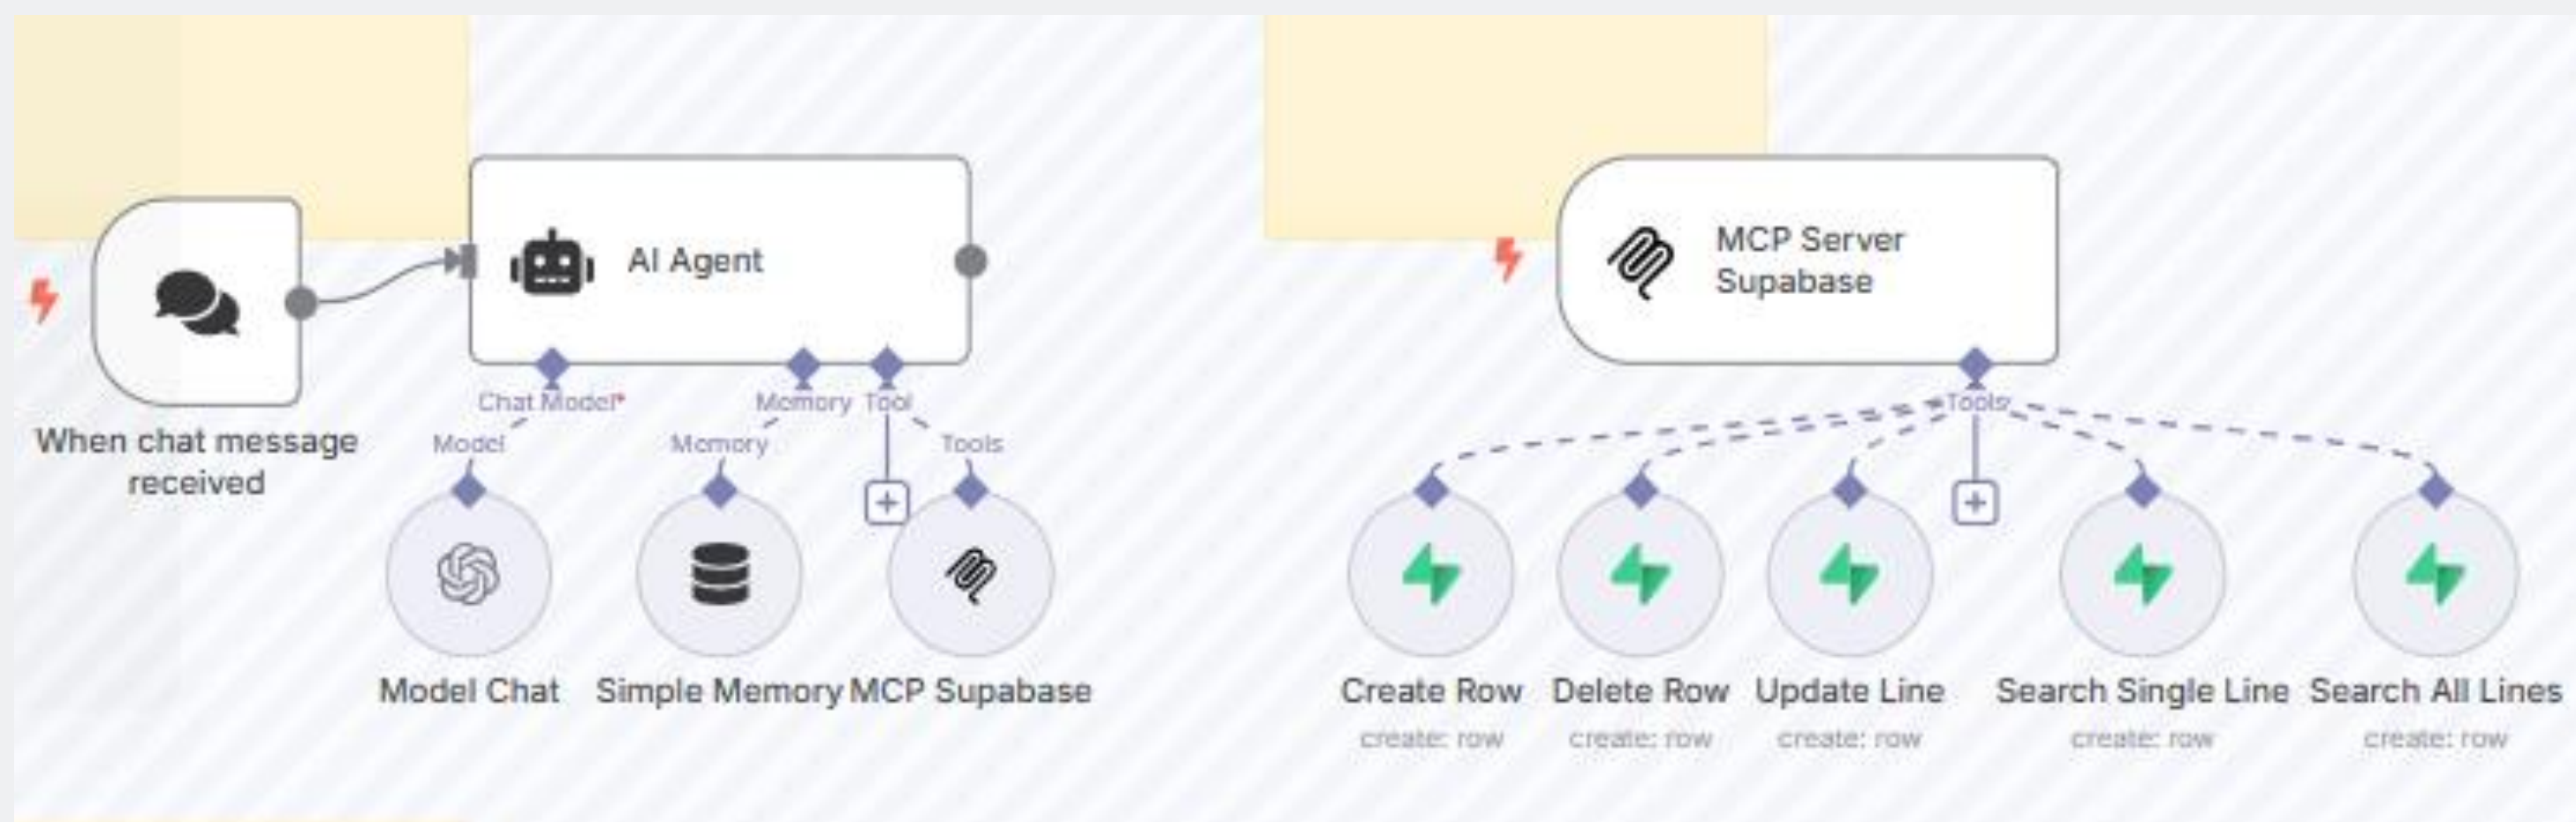 AI Agent
MCP Server
Supabase
Chat Model*
Memory
Tool
Tools
When chat message
received
Model
Memory
Tools
Model Chat
Simple Memory
MCP Supabase
Create Row
Delete Row
Update Line
Search Single Line
Search All Lines
create: row
create: row
create: row
create: row
create: row